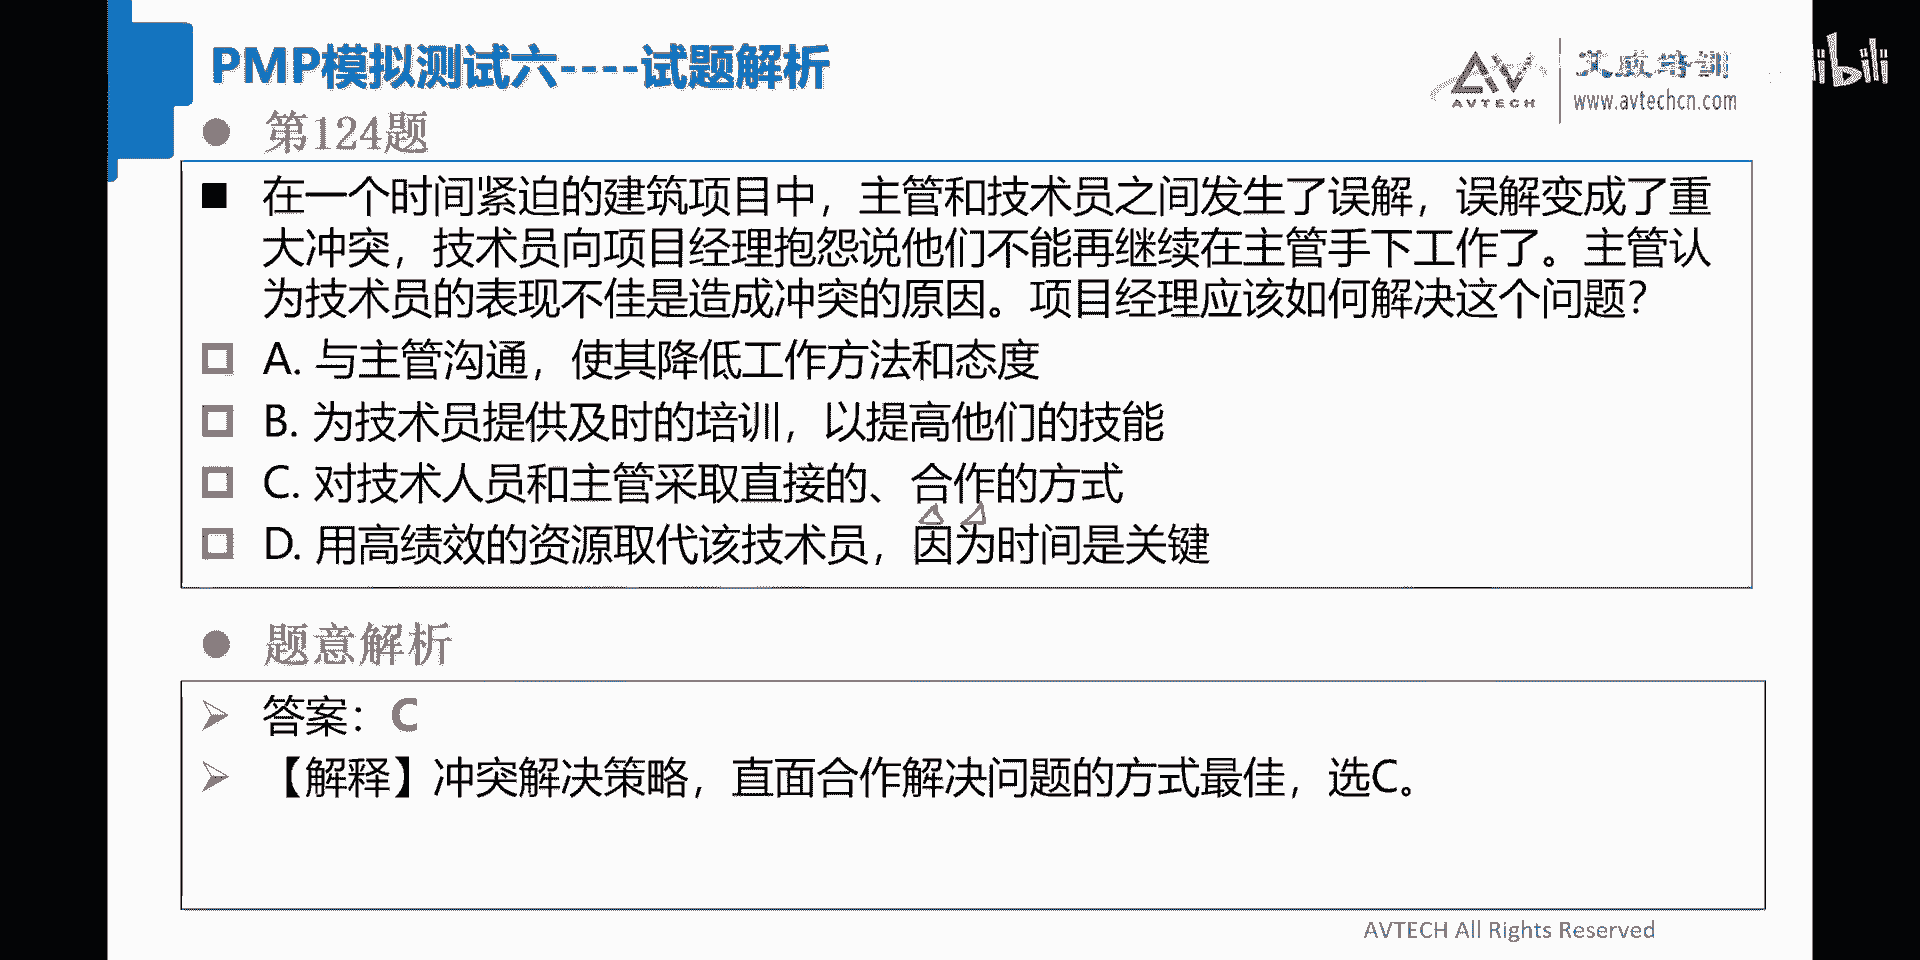 PMP模拟测试六----试题解析
AVTECH
艾威培训
www.avtechcn.com
第124题
在一个时间紧迫的建筑项目中，主管和技术员之间发生了误解，误解变成了重
大冲突，技术员向项目经理抱怨说他们不能再继续在主管手下工作了。主管认
为技术员的表现不佳是造成冲突的原因。项目经理应该如何解决这个问题？
A. 与主管沟通，使其降低工作方法和态度
B. 为技术员提供及时的培训，以提高他们的技能
C. 对技术人员和主管采取直接的、合作的方式
D. 用高绩效的资源取代该技术员，因为时间是关键
题意解析
答案：C
【解释】冲突解决策略，直面合作解决问题的方式最佳，选C。
AVTECH All Rights Reserved